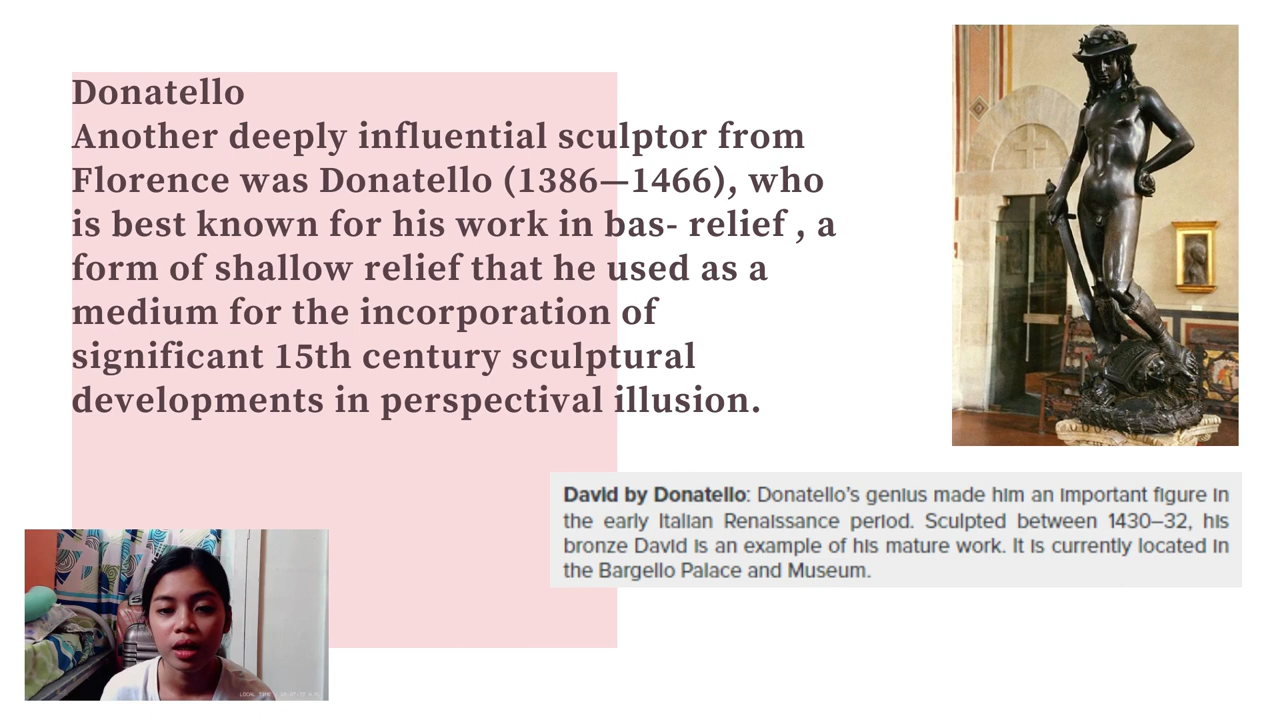 Donatello
Another deeply influential sculptor from
Florence was Donatello (1386—1466), who
is best known for his work in bas- relief , a
form of shallow relief that he used as a
medium for the incorporation of
significant 15th century sculptural
developments in perspectival illusion.
David by Donatello: Donatello's genius made him an important figure in
the early Italian Renaissance period. Sculpted between 1430–32, his
bronze David is an example of his mature work. It is currently located in
the Bargello Palace and Museum.
LOCAL TIME